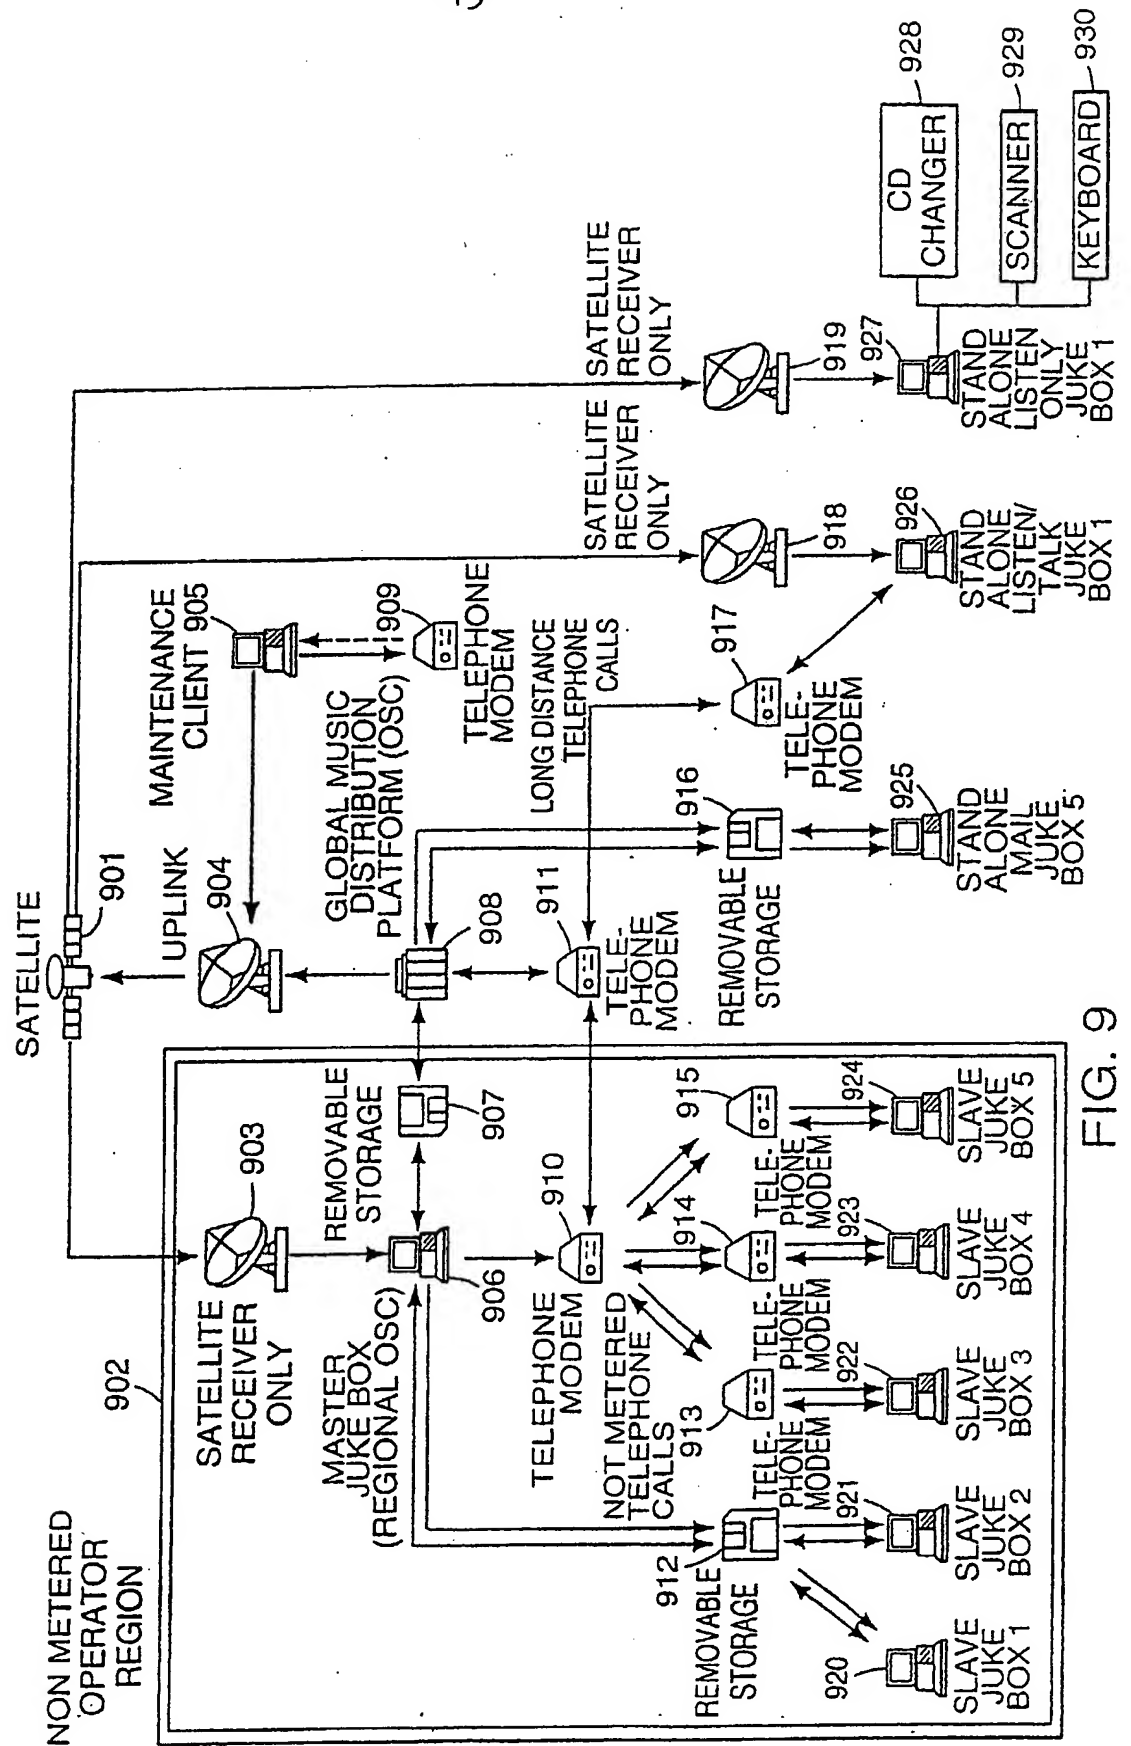 NON METERED
OPERATOR
REGION
902
SATELLITE
901
UPLINK
904
MAINTENANCE
CLIENT 905
SATELLITE
RECEIVER
ONLY
903
MASTER
JUKE BOX
(REGIONAL OSC)
906
REMOVABLE
STORAGE
907
GLOBAL MUSIC
DISTRIBUTION
PLATFORM (OSC)
908
909
TELEPHONE
MODEM
TELEPHONE
MODEM
910
911
TELE-
PHONE
MODEM
LONG DISTANCE
TELEPHONE
CALLS
NOT METERED
TELEPHONE
CALLS
SATELLITE
RECEIVER
ONLY
SATELLITE
RECEIVER
ONLY
REMOVABLE
STORAGE
912
913
TELE-
PHONE
MODEM
914
TELE-
PHONE
MODEM
915
TELE-
PHONE
MODEM
REMOVABLE
STORAGE
916
917
TELE-
PHONE
MODEM
918
919
920
SLAVE
JUKE
BOX 1
921
SLAVE
JUKE
BOX 2
922
SLAVE
JUKE
BOX 3
923
SLAVE
JUKE
BOX 4
924
SLAVE
JUKE
BOX 5
925
STAND
ALONE
MAIL
JUKE
BOX 5
926
STAND
ALONE
LISTEN/
TALK
JUKE
BOX 1
927
STAND
ALONE
LISTEN
ONLY
JUKE
BOX 1
CD
CHANGER
928
SCANNER
929
KEYBOARD
930
FIG. 9